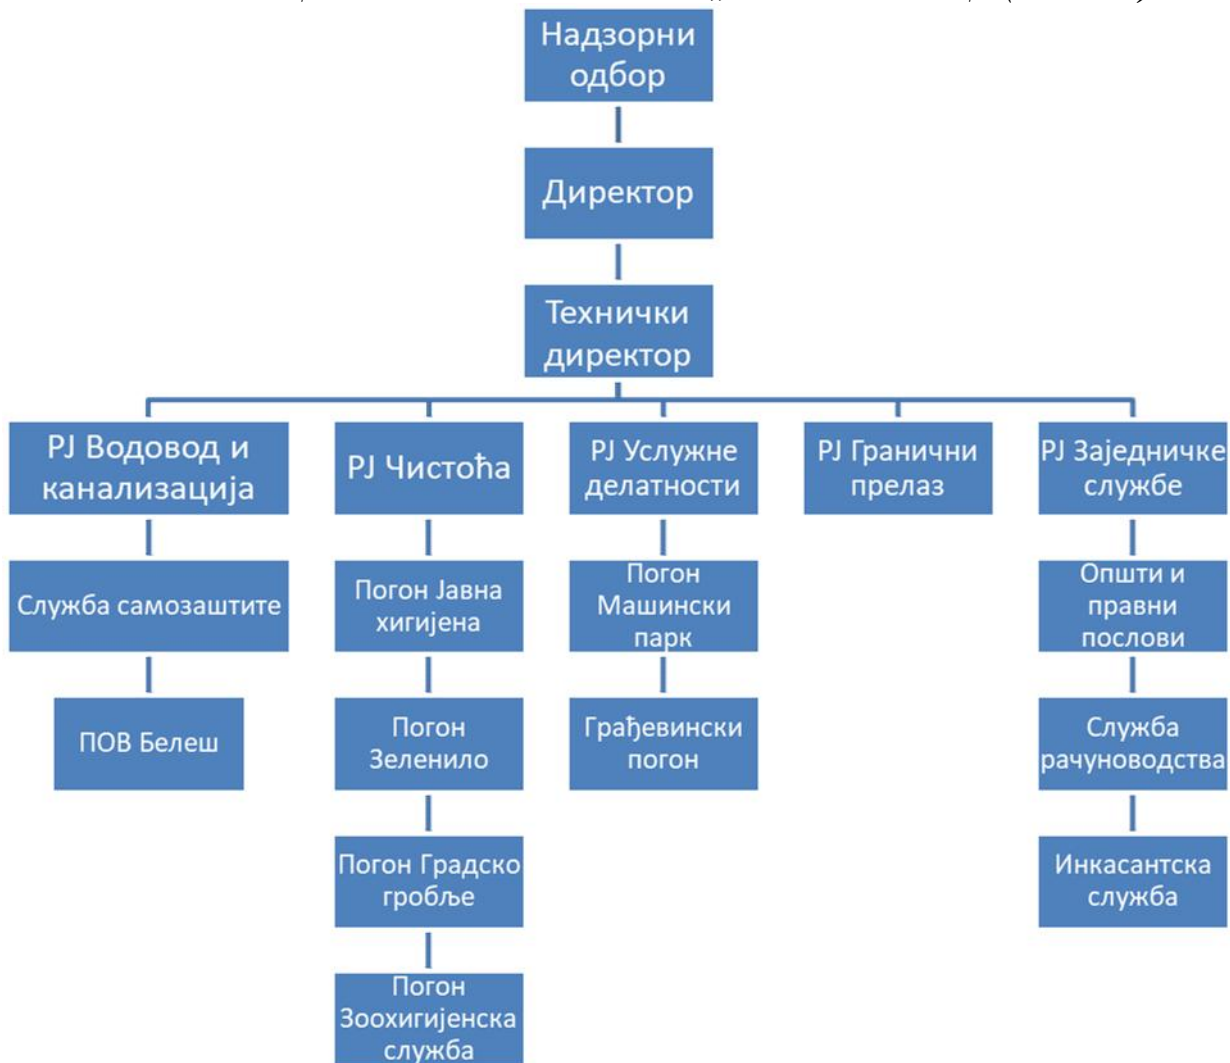 Надзорни
одбор
Директор
Технички
директор
РЈ Водовод и
канализација
РЈ Чистоћа
РЈ Услужне
делатности
РЈ Гранични
прелаз
РЈ Заједничке
службе
Служба самозаштите
Погон Јавна
хигијена
Погон
Машински
парк
Општи и
правни
послови
ПОВ Белеш
Погон
Зеленило
Грађевински
погон
Служба
рачуноводства
Погон Градско
гробље
Инкасантска
служба
Погон
Зоохигијенска
служба